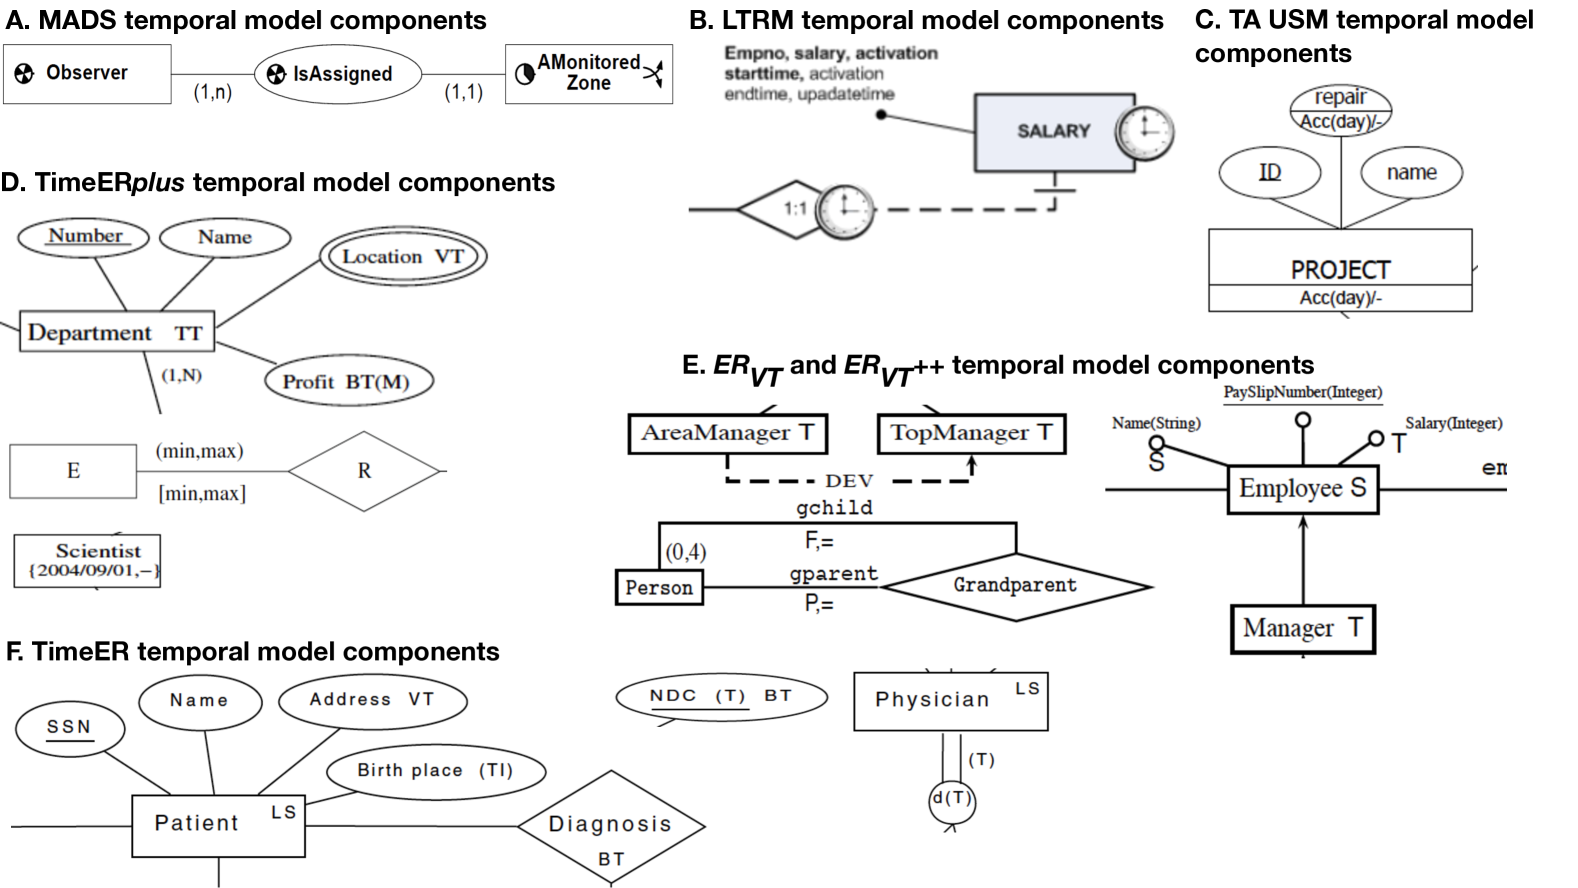 A. MADS temporal model components
Observer
(1,n)
IsAssigned
(1,1)
AMonitored
Zone
B. LTRM temporal model components
Empno, salary, activation
starttime, activation
endtime, upadatetime
SALARY
1:1
C. TA USM temporal model
components
repair
Acc(day)/-
ID
name
PROJECT
Acc(day)/-
D. TimeERplus temporal model components
Number
Name
Location VT
Department TT
(1,N)
Profit BT(M)
E
(min,max)
[min,max]
R
Scientist
{2004/09/01,−}
E. ERVT and ERVT++ temporal model components
AreaManager T
TopManager T
DEV
gchild
F,=
(0,4)
Person
gparent
P,=
Grandparent
PaySlipNumber(Integer)
Name(String)
S
Salary(Integer)
T
Employee S
Manager T
F. TimeER temporal model components
SSN
Name
Address VT
Birth place (TI)
Patient LS
Diagnosis
BT
NDC (T) BT
Physician LS
(T)
d(T)